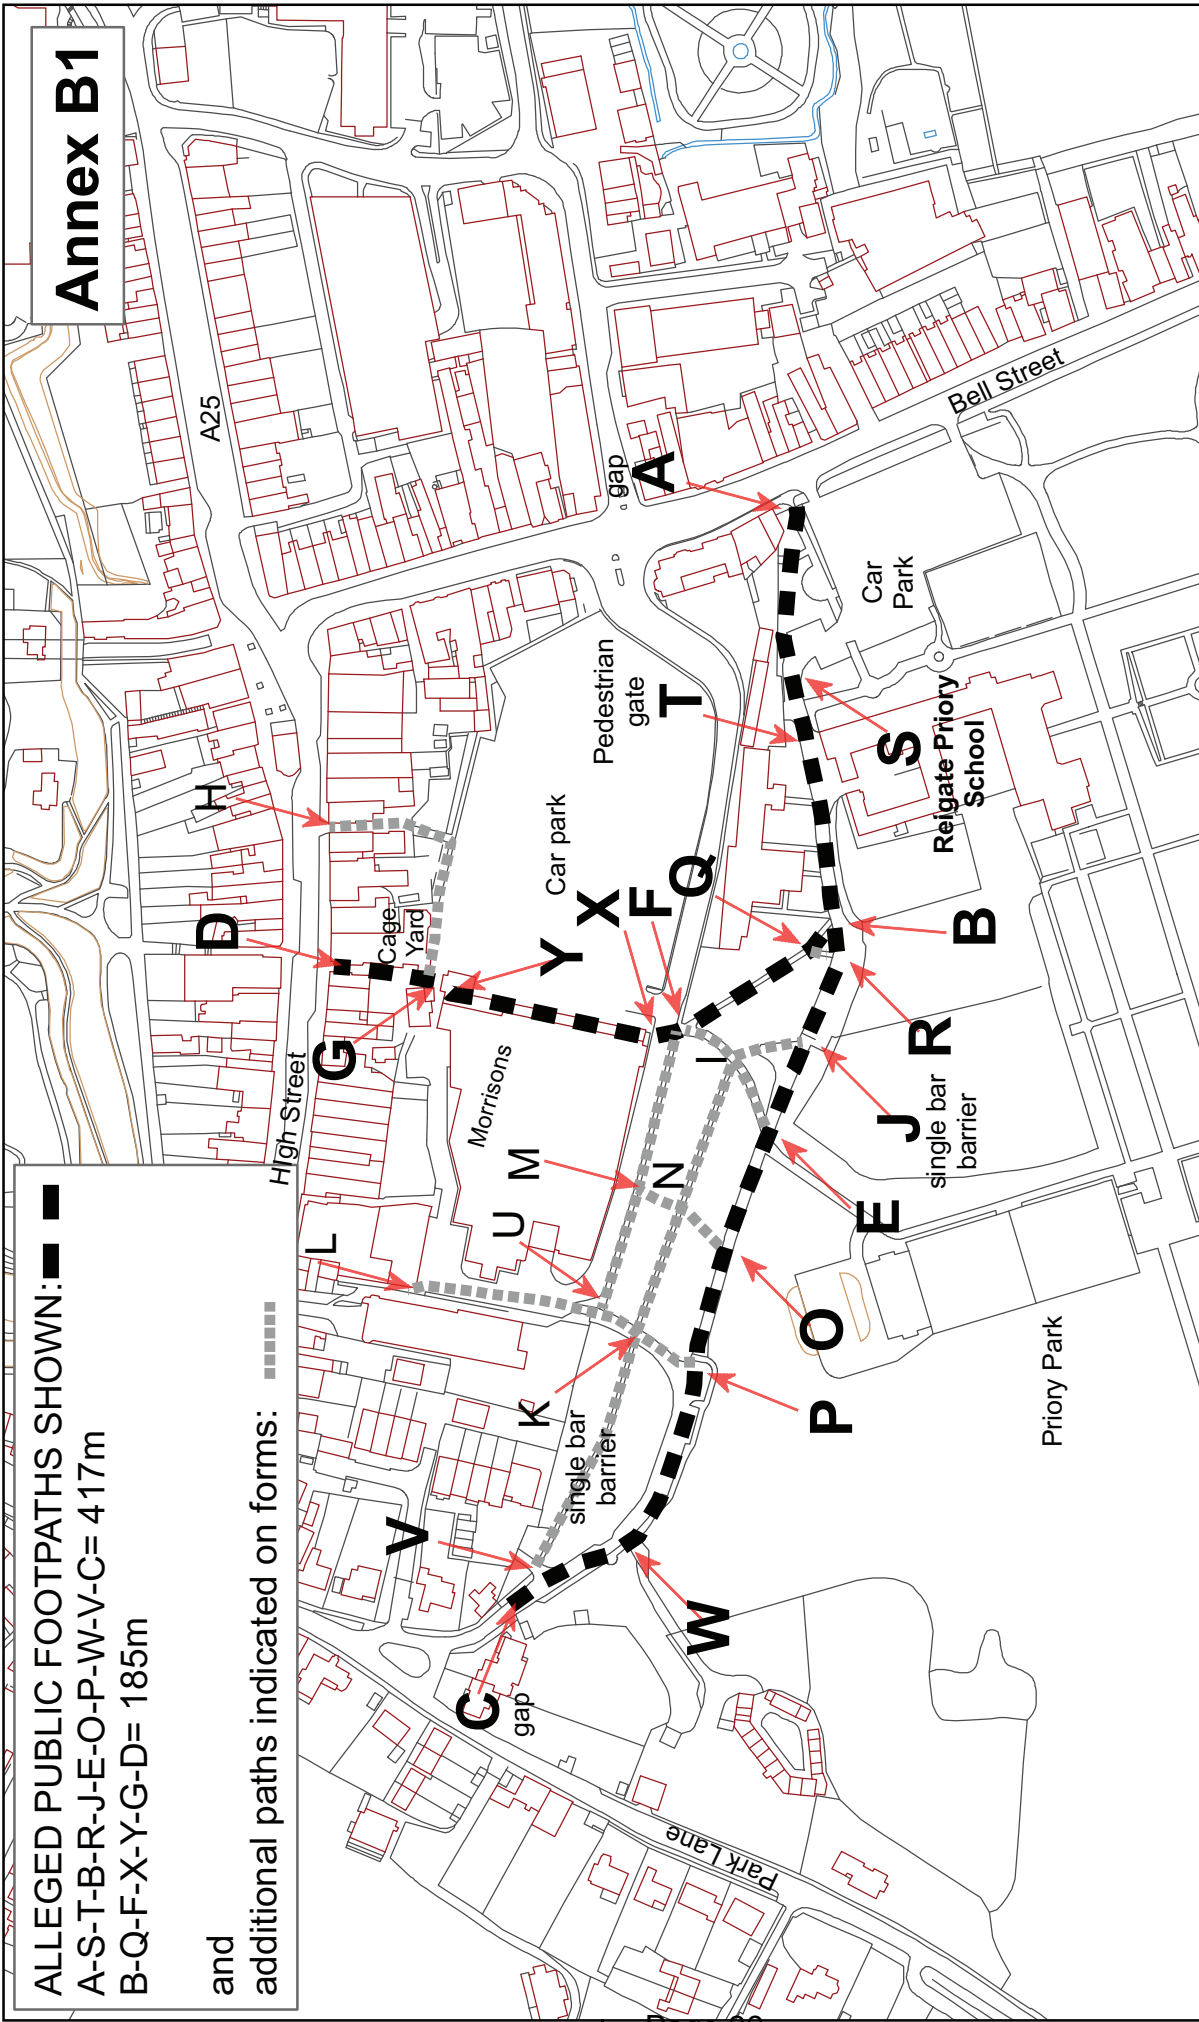 Annex B1
ALLEGED PUBLIC FOOTPATHS SHOWN:
A-S-T-B-R-J-E-O-P-W-V-C= 417m
B-Q-F-X-Y-G-D= 185m
and
additional paths indicated on forms:
A25
High Street
H
D
G
Cage
Yard
L
Morrisons
Y
Car park
X
F
Q
Pedestrian
gate
T
gap
A
Bell Street
Car
Park
S
Reigate Priory
School
B
R
J
single bar
barrier
I
E
M
N
U
K
single bar
barrier
O
P
V
W
C
gap
Park Lane
Priory Park